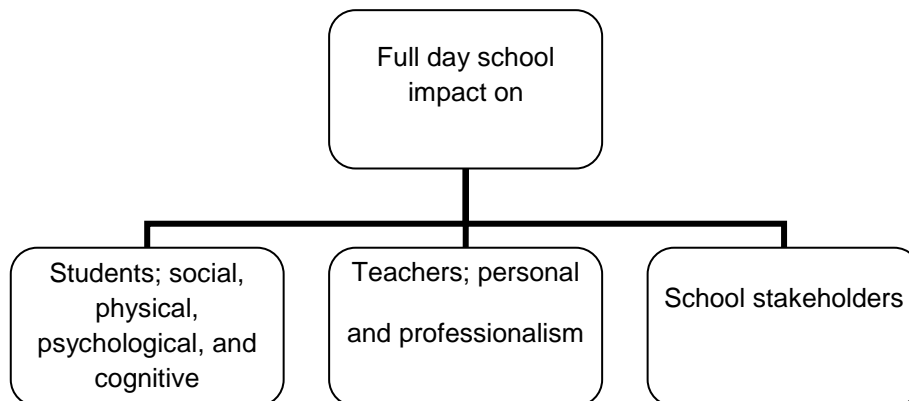 Full day school
impact on
Students; social,
physical,
psychological, and
cognitive
Teachers; personal
and professionalism
School stakeholders